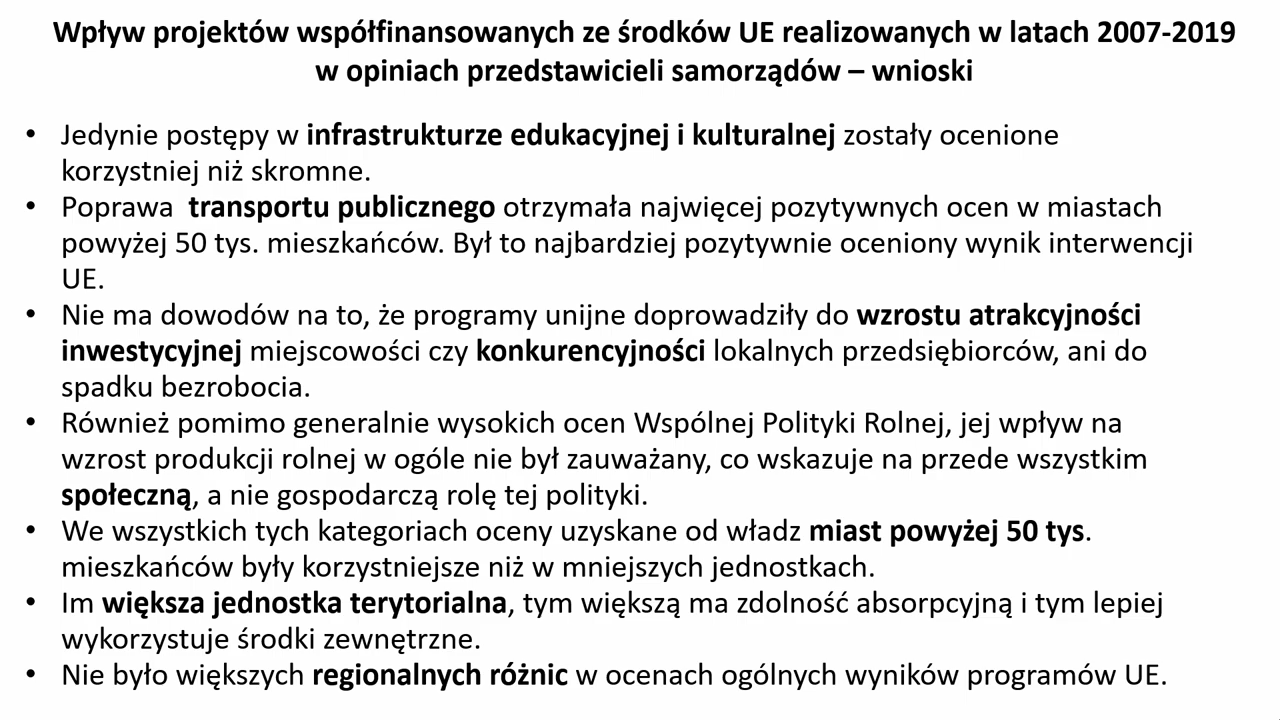 Wpływ projektów współfinansowanych ze środków UE realizowanych w latach 2007-2019
w opiniach przedstawicieli samorządów – wnioski
• Jedynie postępy w infrastrukturze edukacyjnej i kulturalnej zostały ocenione
korzystniej niż skromne.
• Poprawa  transportu publicznego otrzymała najwięcej pozytywnych ocen w miastach
powyżej 50 tys. mieszkańców. Był to najbardziej pozytywnie oceniony wynik interwencji
UE.
• Nie ma dowodów na to, że programy unijne doprowadziły do wzrostu atrakcyjności
inwestycyjnej miejscowości czy konkurencyjności lokalnych przedsiębiorców, ani do
spadku bezrobocia.
• Również pomimo generalnie wysokich ocen Wspólnej Polityki Rolnej, jej wpływ na
wzrost produkcji rolnej w ogóle nie był zauważany, co wskazuje na przede wszystkim
społeczną, a nie gospodarczą rolę tej polityki.
• We wszystkich tych kategoriach oceny uzyskane od władz miast powyżej 50 tys.
mieszkańców były korzystniejsze niż w mniejszych jednostkach.
• Im większa jednostka terytorialna, tym większą ma zdolność absorpcyjną i tym lepiej
wykorzystuje środki zewnętrzne.
• Nie było większych regionalnych różnic w ocenach ogólnych wyników programów UE.